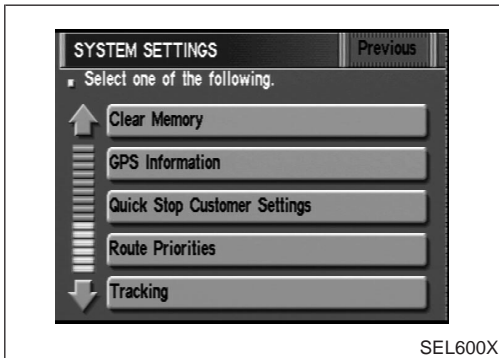 SYSTEM SETTINGS Previous
Select one of the following.
Clear Memory
GPS Information
Quick Stop Customer Settings
Route Priorities
Tracking
SEL600X